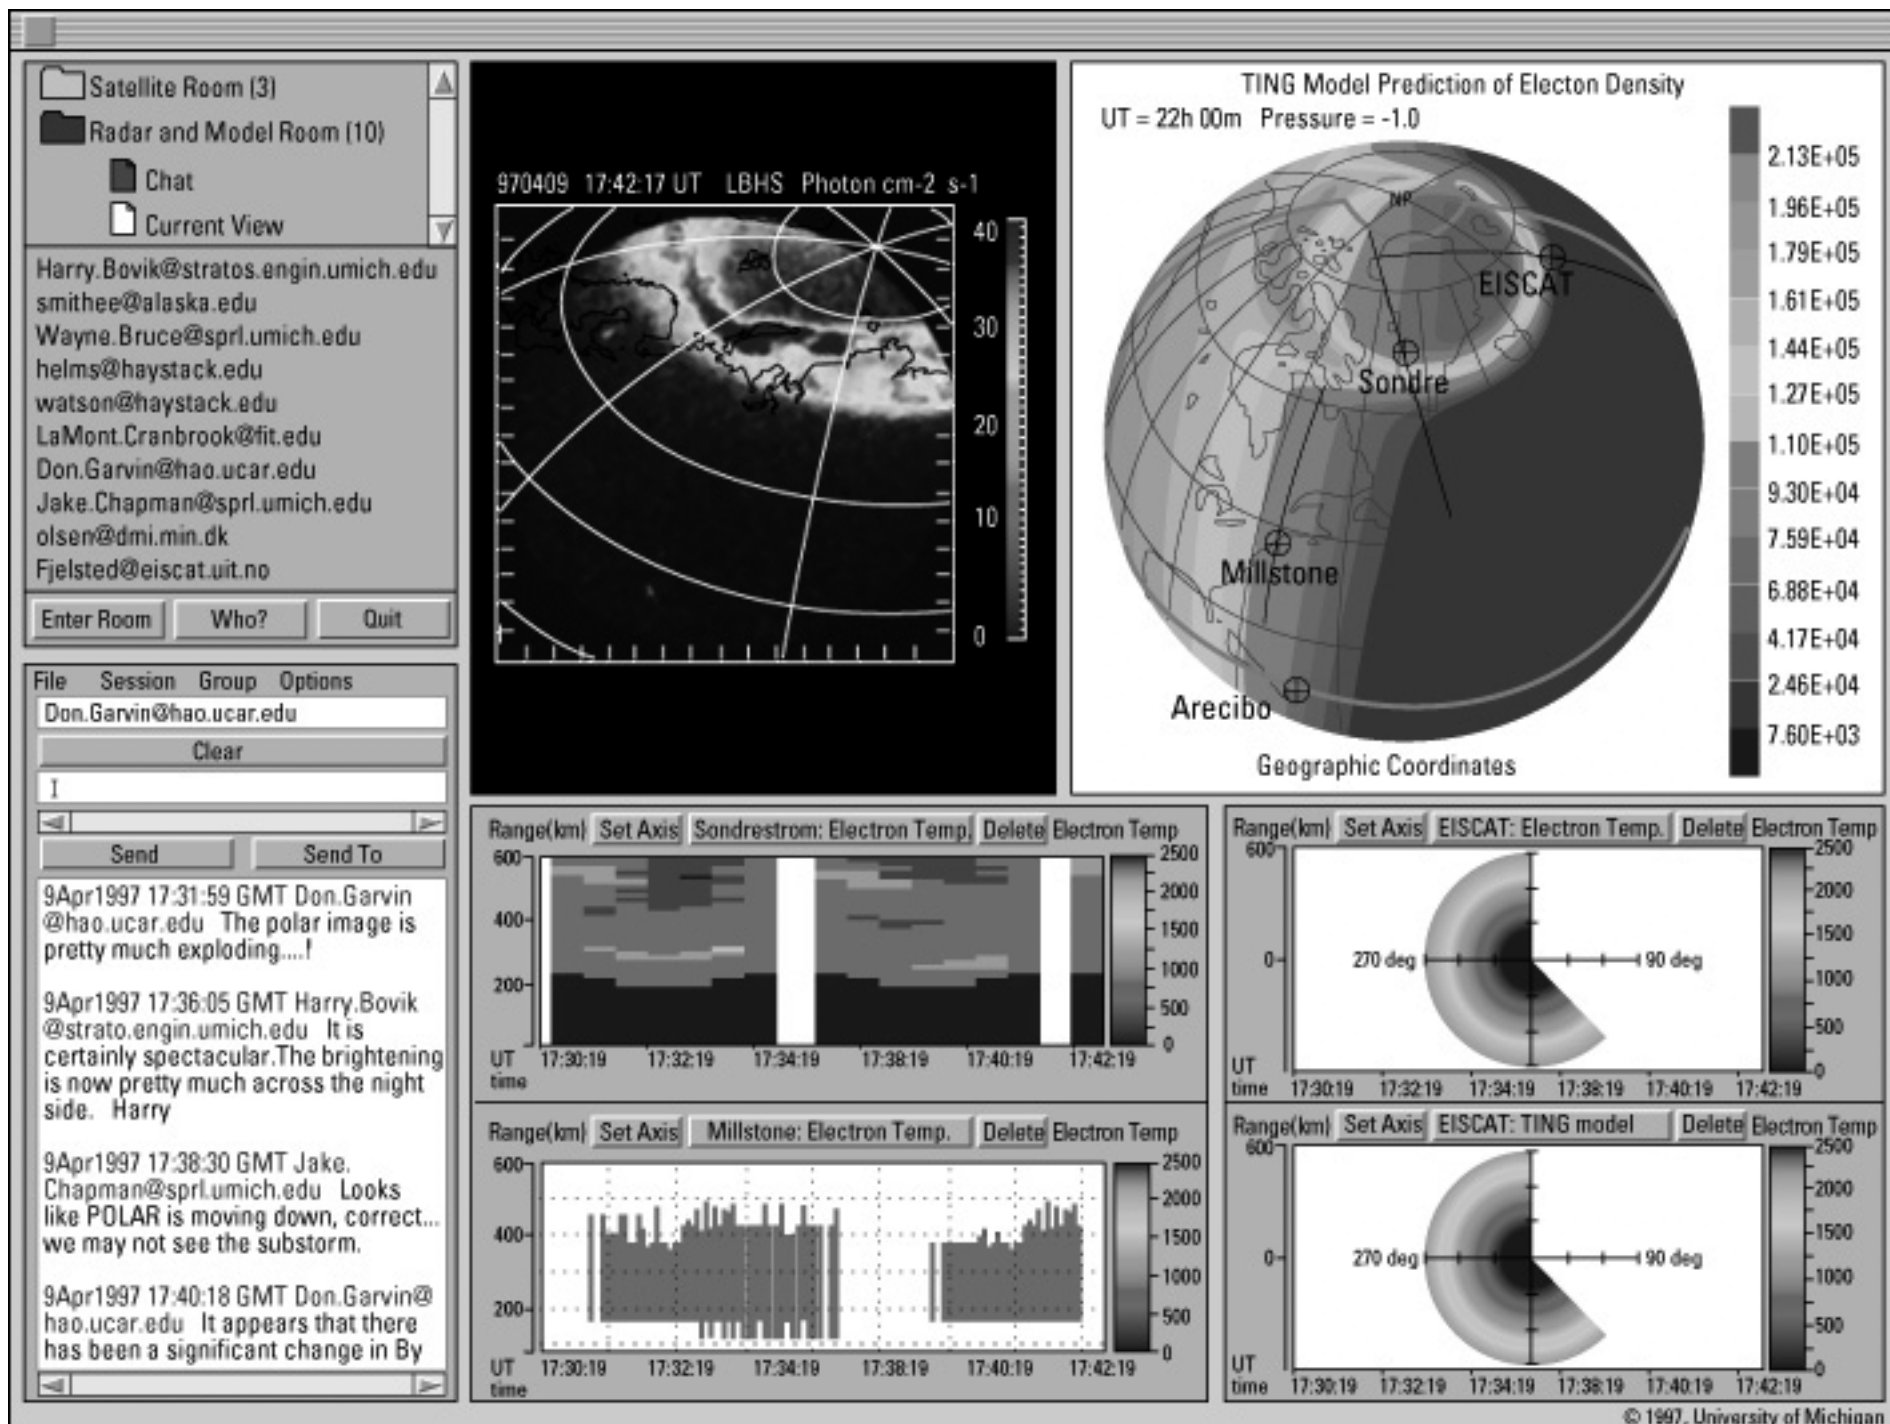 Satellite Room (3)
Radar and Model Room (10)
Chat
Current View
Harry.Bovik@stratos.engin.umich.edu
smithee@alaska.edu
Wayne.Bruce@sprl.umich.edu
helms@haystack.edu
watson@haystack.edu
LaMont.Cranbrook@fit.edu
Don.Garvin@hao.ucar.edu
Jake.Chapman@sprl.umich.edu
olsen@dmi.min.dk
Fjelsted@eiscat.uit.no
Enter Room Who? Quit
File Session Group Options
Don.Garvin@hao.ucar.edu
Clear
Send Send To
9Apr1997 17:31:59 GMT Don.Garvin
@hao.ucar.edu The polar image is
pretty much exploding....!
9Apr1997 17:36:05 GMT Harry.Bovik
@strato.engin.umich.edu It is
certainly spectacular.The brightening
is now pretty much across the night
side. Harry
9Apr1997 17:38:30 GMT Jake.
Chapman@sprl.umich.edu Looks
like POLAR is moving down, correct...
we may not see the substorm.
9Apr1997 17:40:18 GMT Don.Garvin@
hao.ucar.edu It appears that there
has been a significant change in By
970409 17:42:17 UT LBHS Photon cm-2 s-1
40
30
20
10
0
TING Model Prediction of Electon Density
UT = 22h 00m Pressure = -1.0
NP
EISCAT
Sondre
Millstone
Arecibo
Geographic Coordinates
2.13E+05
1.96E+05
1.79E+05
1.61E+05
1.44E+05
1.27E+05
1.10E+05
9.30E+04
7.59E+04
6.88E+04
4.17E+04
2.46E+04
7.60E+03
Range(km) Set Axis Sondrestrom: Electron Temp. Delete Electron Temp
600
400
200
2500
2000
1500
1000
500
0
UT
time
17:30:19 17:32:19 17:34:19 17:38:19 17:40:19 17:42:19
Range(km) Set Axis Millstone: Electron Temp. Delete Electron Temp
600
400
200
2500
2000
1500
1000
500
0
UT
time
17:30:19 17:32:19 17:34:19 17:38:19 17:40:19 17:42:19
Range(km) Set Axis EISCAT: Electron Temp. Delete Electron Temp
600
0
270 deg 90 deg
2500
2000
1500
1000
500
0
UT
time
17:30:19 17:32:19 17:34:19 17:38:19 17:40:19 17:42:19
Range(km) Set Axis EISCAT: TING model Delete Electron Temp
600
0
270 deg 90 deg
2500
2000
1500
1000
500
0
UT
time
17:30:19 17:32:19 17:34:19 17:38:19 17:40:19 17:42:19
© 1997, University of Michigan